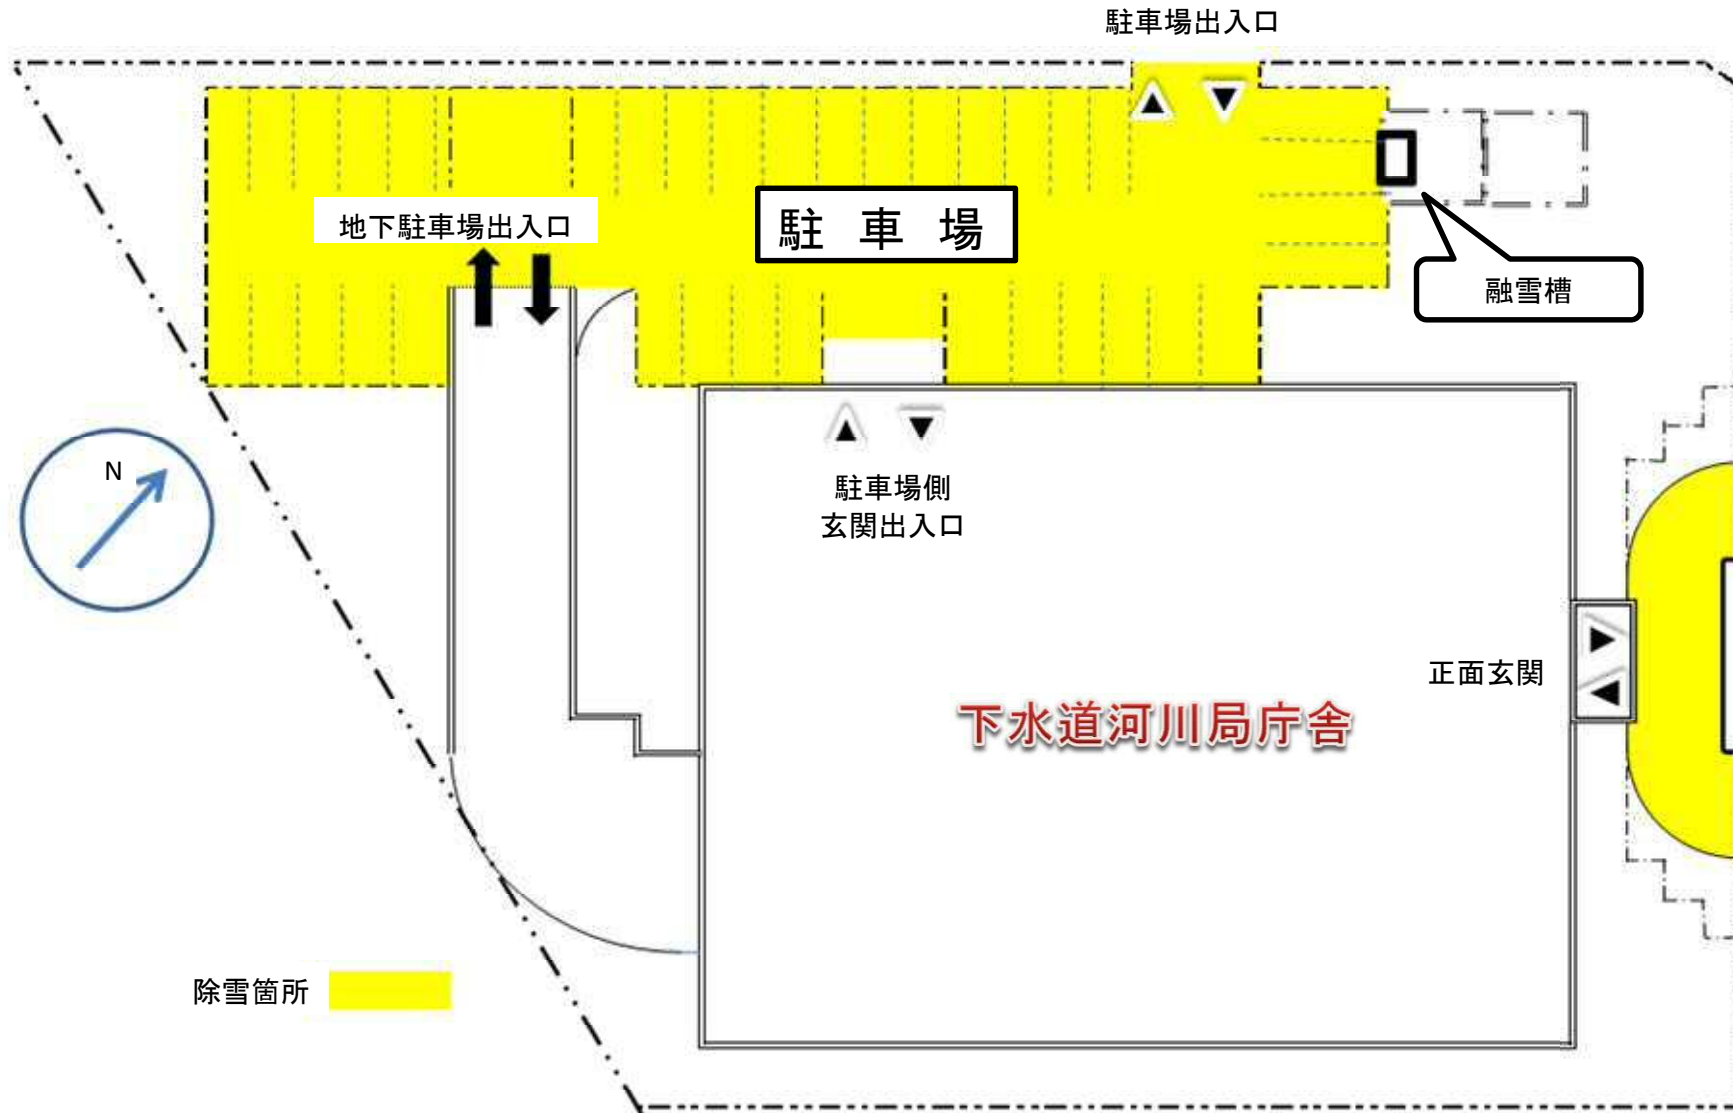 駐車場出入口
地下駐車場出入口
駐 車 場
融雪槽
N
駐車場側
玄関出入口
正面玄関
下水道河川局庁舎
除雪箇所